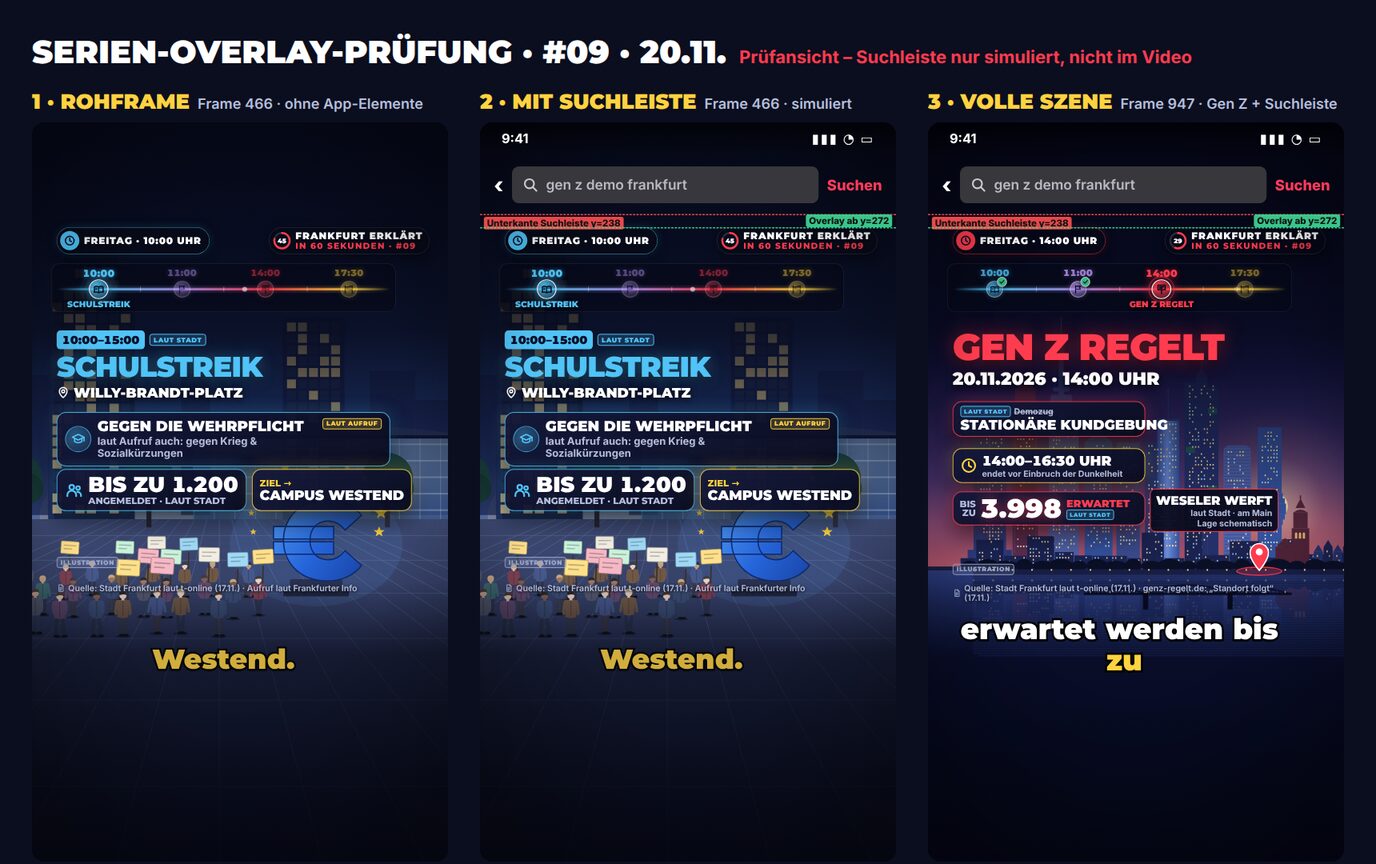 SERIEN-OVERLAY-PRÜFUNG • #09 • 20.11. Prüfansicht – Suchleiste nur simuliert, nicht im Video
1 • ROHFRAME Frame 466 · ohne App-Elemente
FREITAG · 10:00 UHR
45
FRANKFURT ERKLÄRT
IN 60 SEKUNDEN · #09
10:00 11:00 14:00 17:30
SCHULSTREIK
10:00–15:00 LAUT STADT
SCHULSTREIK
WILLY-BRANDT-PLATZ
GEGEN DIE WEHRPFLICHT LAUT AUFRUF
laut Aufruf auch: gegen Krieg &
Sozialkürzungen
BIS ZU 1.200
ANGEMELDET · LAUT STADT
ZIEL →
CAMPUS WESTEND
ILLUSTRATION
Quelle: Stadt Frankfurt laut t-online (17.11.) · Aufruf laut Frankfurter Info
Westend.
2 • MIT SUCHLEISTE Frame 466 · simuliert
9:41
gen z demo frankfurt Suchen
Unterkante Suchleiste y=238 Overlay ab y=272
FREITAG · 10:00 UHR
45
FRANKFURT ERKLÄRT
IN 60 SEKUNDEN · #09
10:00 11:00 14:00 17:30
SCHULSTREIK
10:00–15:00 LAUT STADT
SCHULSTREIK
WILLY-BRANDT-PLATZ
GEGEN DIE WEHRPFLICHT LAUT AUFRUF
laut Aufruf auch: gegen Krieg &
Sozialkürzungen
BIS ZU 1.200
ANGEMELDET · LAUT STADT
ZIEL →
CAMPUS WESTEND
ILLUSTRATION
Quelle: Stadt Frankfurt laut t-online (17.11.) · Aufruf laut Frankfurter Info
Westend.
3 • VOLLE SZENE Frame 947 · Gen Z + Suchleiste
9:41
gen z demo frankfurt Suchen
Unterkante Suchleiste y=238 Overlay ab y=272
FREITAG · 14:00 UHR
29
FRANKFURT ERKLÄRT
IN 60 SEKUNDEN · #09
10:00 11:00 14:00 17:30
GEN Z REGELT
GEN Z REGELT
20.11.2026 · 14:00 UHR
LAUT STADT Demozug
STATIONÄRE KUNDGEBUNG
14:00–16:30 UHR
endet vor Einbruch der Dunkelheit
BIS ZU 3.998 ERWARTET
LAUT STADT
WESELER WERFT
laut Stadt · am Main
Lage schematisch
ILLUSTRATION
Quelle: Stadt Frankfurt laut t-online (17.11.) · genz-regelt.de: „Standort folgt“
(17.11.)
erwartet werden bis
zu